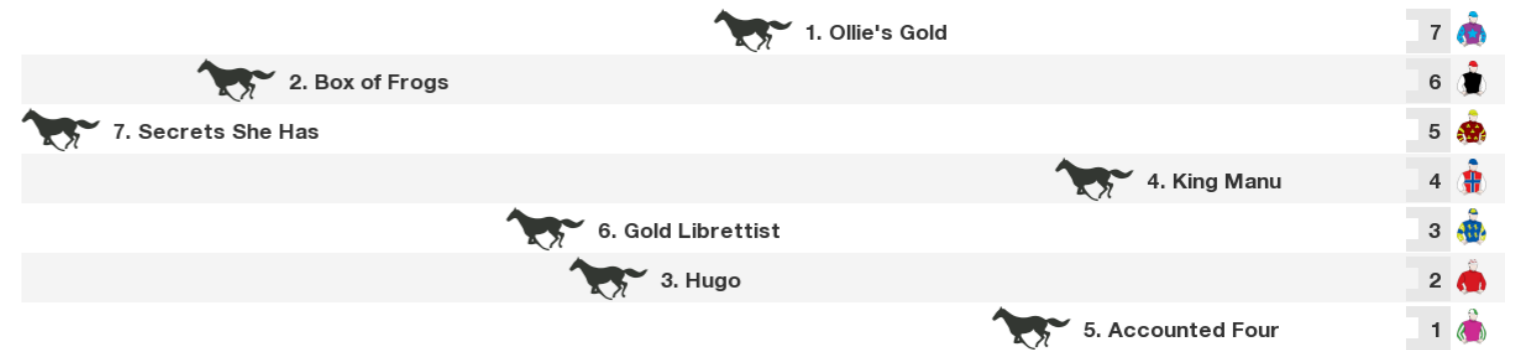 1. Ollie's Gold 7
2. Box of Frogs 6
7. Secrets She Has 5
4. King Manu 4
6. Gold Librettist 3
3. Hugo 2
5. Accounted Four 1